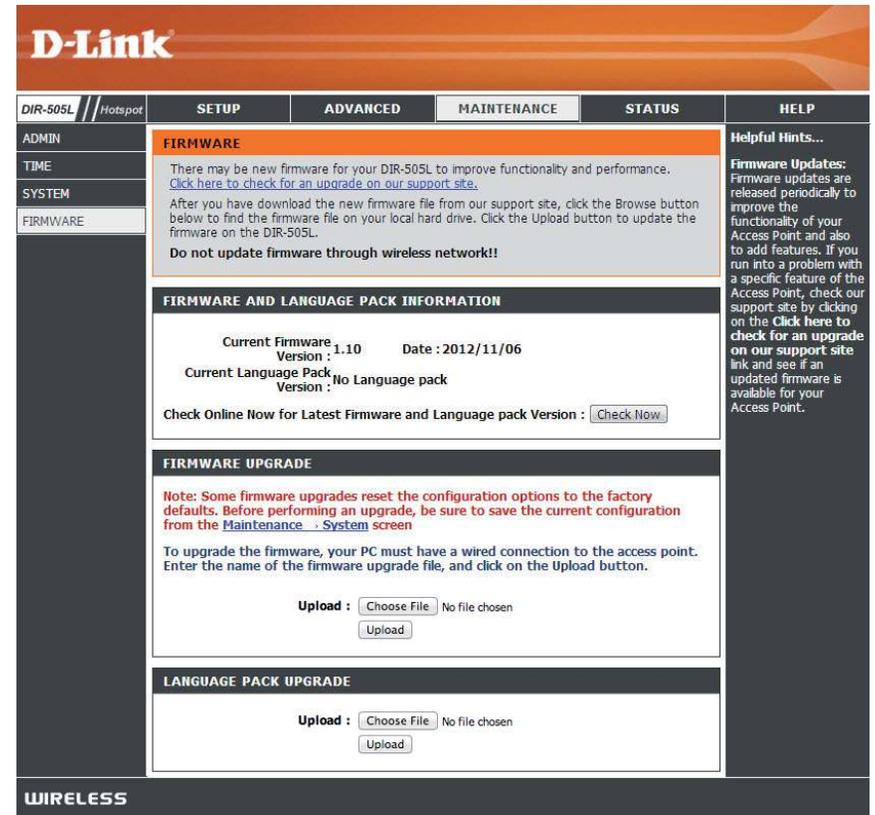 D-Link
DIR-505L // Hotspot
SETUP
ADVANCED
MAINTENANCE
STATUS
HELP
ADMIN
TIME
SYSTEM
FIRMWARE
FIRMWARE
There may be new firmware for your DIR-505L to improve functionality and performance.
Click here to check for an upgrade on our support site.
After you have download the new firmware file from our support site, click the Browse button
below to find the firmware file on your local hard drive. Click the Upload button to update the
firmware on the DIR-505L.
Do not update firmware through wireless network!!
FIRMWARE AND LANGUAGE PACK INFORMATION
Current Firmware
Version : 1.10 Date : 2012/11/06
Current Language Pack
Version : No Language pack
Check Online Now for Latest Firmware and Language pack Version : Check Now
FIRMWARE UPGRADE
Note: Some firmware upgrades reset the configuration options to the factory
defaults. Before performing an upgrade, be sure to save the current configuration
from the Maintenance → System screen
To upgrade the firmware, your PC must have a wired connection to the access point.
Enter the name of the firmware upgrade file, and click on the Upload button.
Upload : Choose File No file chosen
Upload
LANGUAGE PACK UPGRADE
Upload : Choose File No file chosen
Upload
Helpful Hints...
Firmware Updates:
Firmware updates are
released periodically to
improve the
functionality of your
Access Point and also
to add features. If you
run into a problem with
a specific feature of the
Access Point, check our
support site by clicking
on the Click here to
check for an upgrade
on our support site
link and see if an
updated firmware is
available for your
Access Point.
WIRELESS